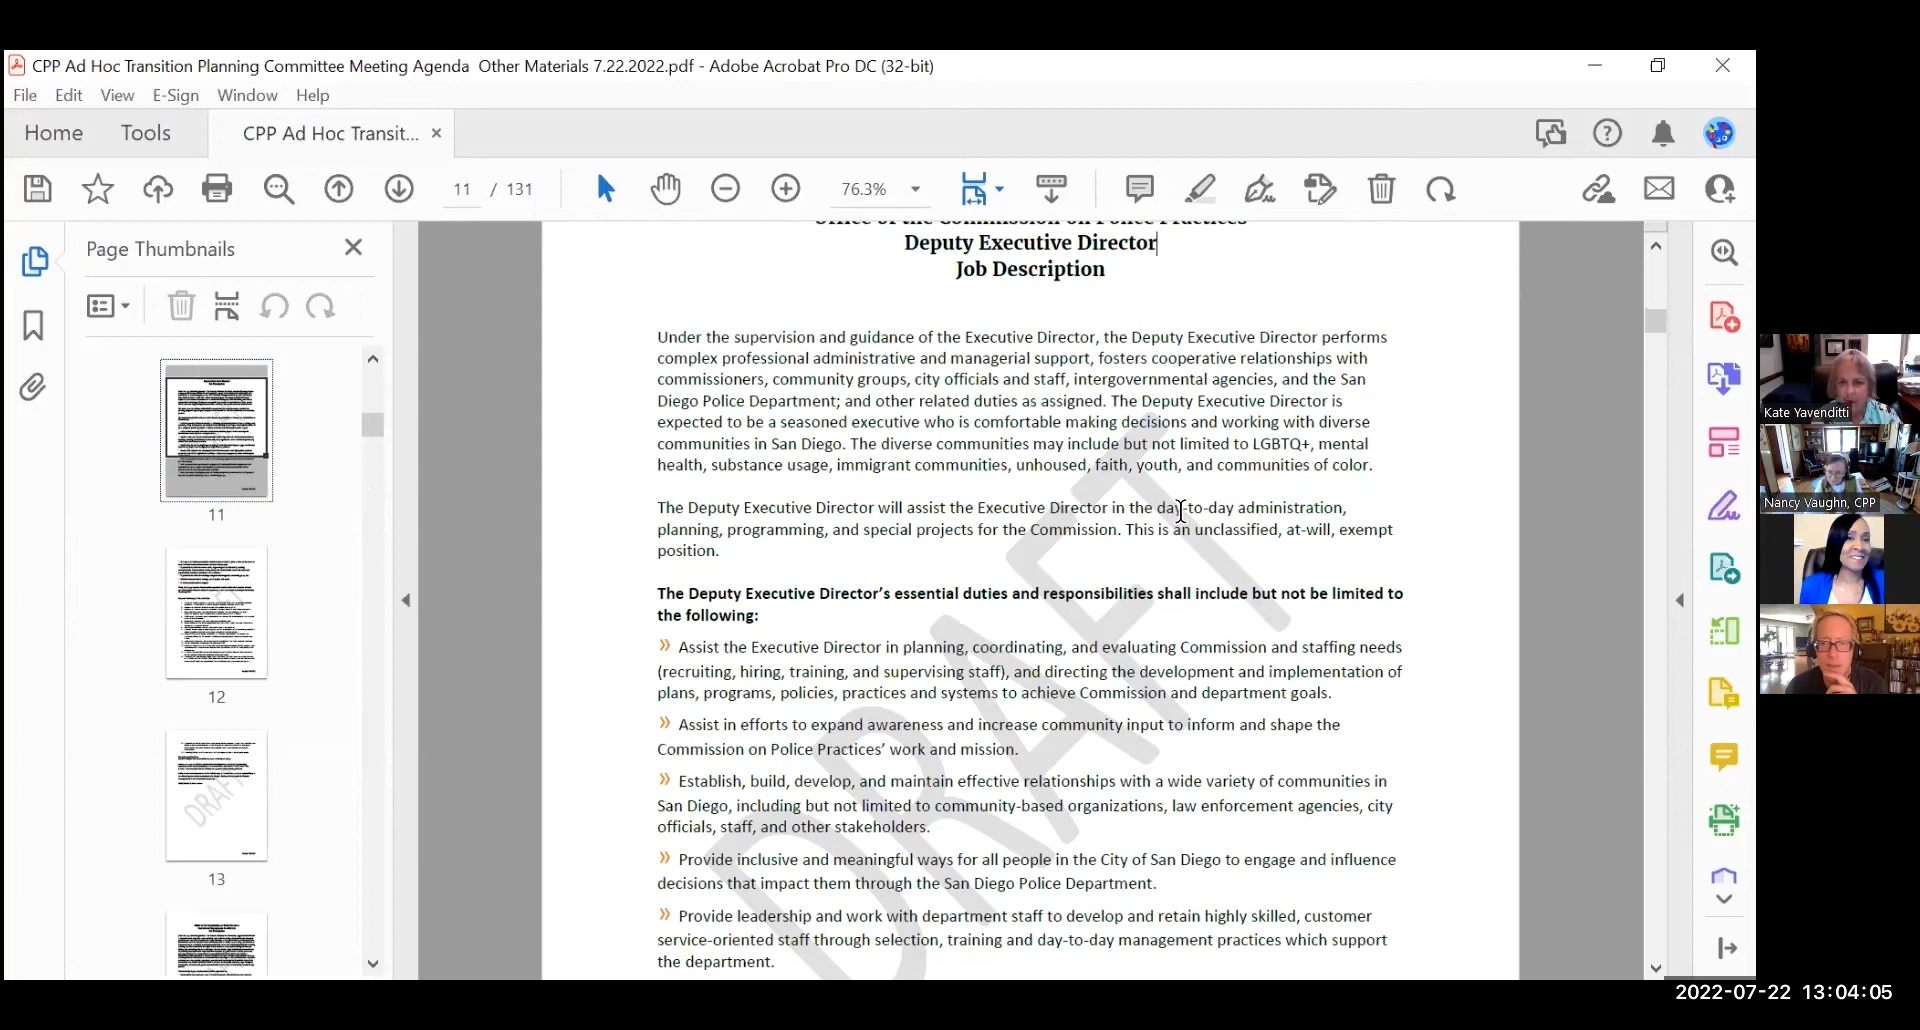 CPP Ad Hoc Transition Planning Committee Meeting Agenda  Other Materials 7.22.2022.pdf - Adobe Acrobat Pro DC (32-bit)
File Edit View E-Sign Window Help
Home Tools CPP Ad Hoc Transit... ×
11 / 131 76.3%
Page Thumbnails
11
12
13
Office of the Commission on Police Practices
Deputy Executive Director
Job Description
Under the supervision and guidance of the Executive Director, the Deputy Executive Director performs
complex professional administrative and managerial support, fosters cooperative relationships with
commissioners, community groups, city officials and staff, intergovernmental agencies, and the San
Diego Police Department; and other related duties as assigned. The Deputy Executive Director is
expected to be a seasoned executive who is comfortable making decisions and working with diverse
communities in San Diego. The diverse communities may include but not limited to LGBTQ+, mental
health, substance usage, immigrant communities, unhoused, faith, youth, and communities of color.
The Deputy Executive Director will assist the Executive Director in the day-to-day administration,
planning, programming, and special projects for the Commission. This is an unclassified, at-will, exempt
position.
The Deputy Executive Director’s essential duties and responsibilities shall include but not be limited to
the following:
» Assist the Executive Director in planning, coordinating, and evaluating Commission and staffing needs
(recruiting, hiring, training, and supervising staff), and directing the development and implementation of
plans, programs, policies, practices and systems to achieve Commission and department goals.
» Assist in efforts to expand awareness and increase community input to inform and shape the
Commission on Police Practices’ work and mission.
» Establish, build, develop, and maintain effective relationships with a wide variety of communities in
San Diego, including but not limited to community-based organizations, law enforcement agencies, city
officials, staff, and other stakeholders.
» Provide inclusive and meaningful ways for all people in the City of San Diego to engage and influence
decisions that impact them through the San Diego Police Department.
» Provide leadership and work with department staff to develop and retain highly skilled, customer
service-oriented staff through selection, training and day-to-day management practices which support
the department.
DRAFT
Kate Yavenditti
Nancy Vaughn, CPP
2022-07-22 13:04:05